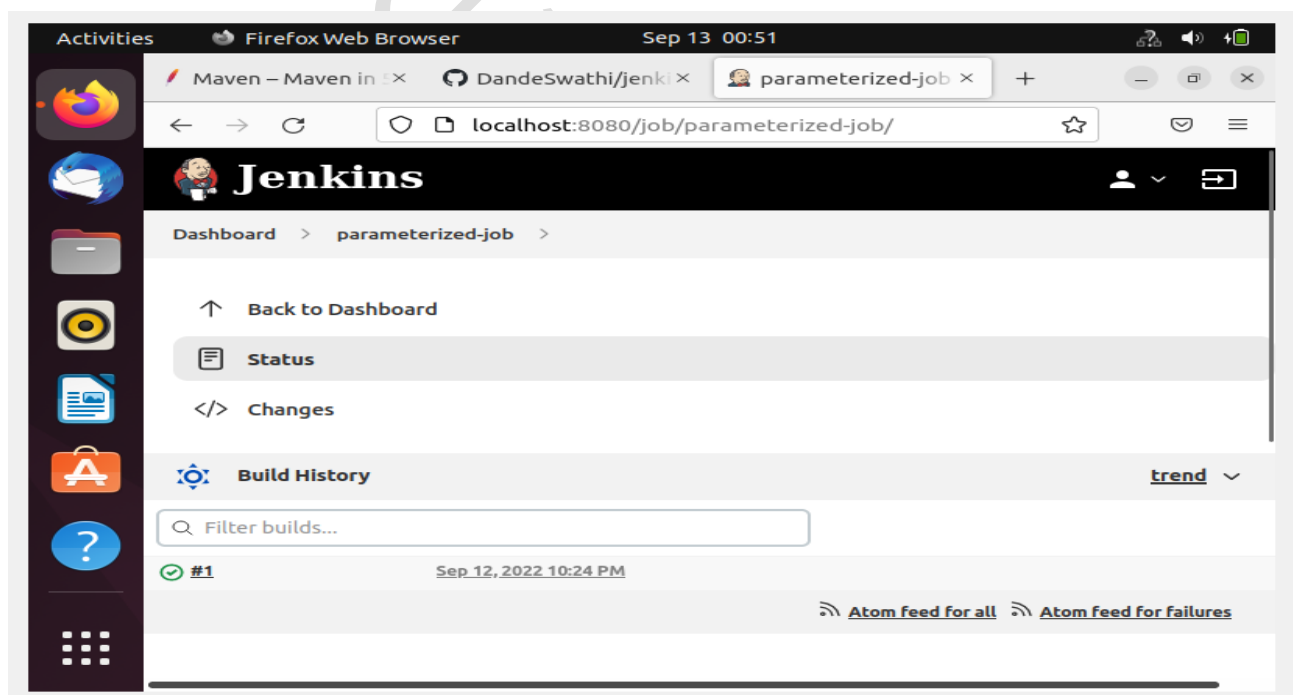 Activities Firefox Web Browser Sep 13 00:51
Maven – Maven in DandeSwathi/jenki parameterized-job
localhost:8080/job/parameterized-job/
Jenkins
Dashboard > parameterized-job >
Back to Dashboard
Status
</> Changes
Build History trend
Filter builds...
#1 Sep 12, 2022 10:24 PM
Atom feed for all Atom feed for failures